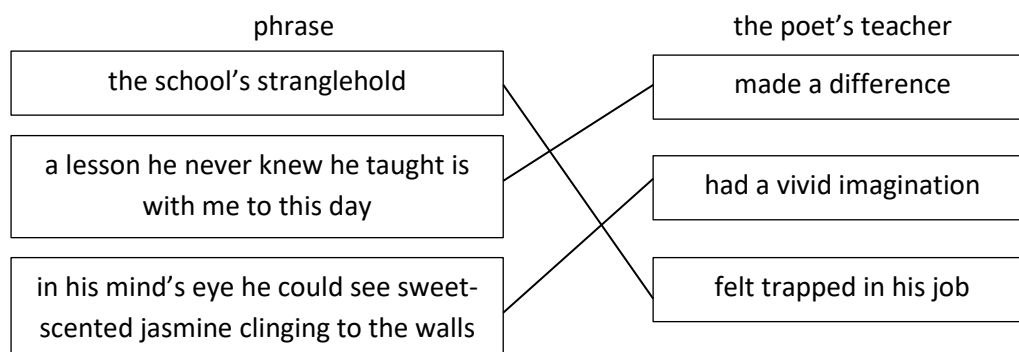 phrase
the school’s stranglehold
a lesson he never knew he taught is
with me to this day
in his mind’s eye he could see sweet-
scented jasmine clinging to the walls
the poet’s teacher
made a difference
had a vivid imagination
felt trapped in his job